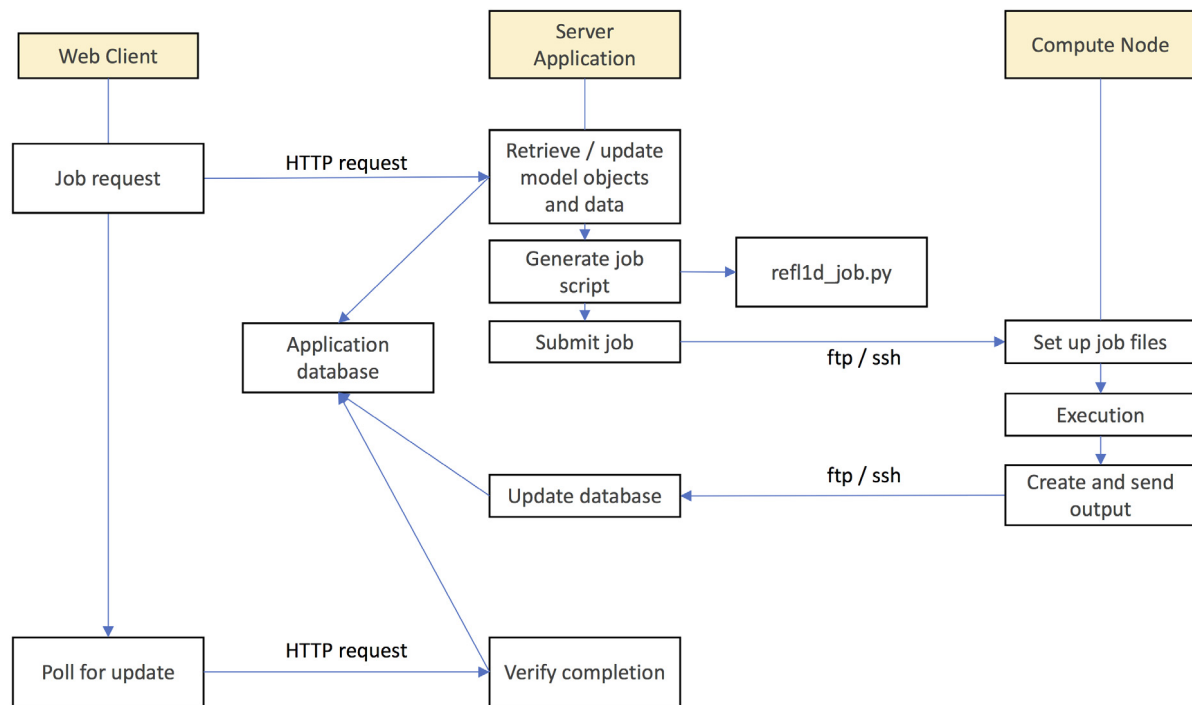 Web Client
Server
Application
Compute Node
Job request
HTTP request
Retrieve / update
model objects
and data
Generate job
script
refl1d_job.py
Application
database
Submit job
ftp / ssh
Set up job files
Execution
Update database
ftp / ssh
Create and send
output
Poll for update
HTTP request
Verify completion